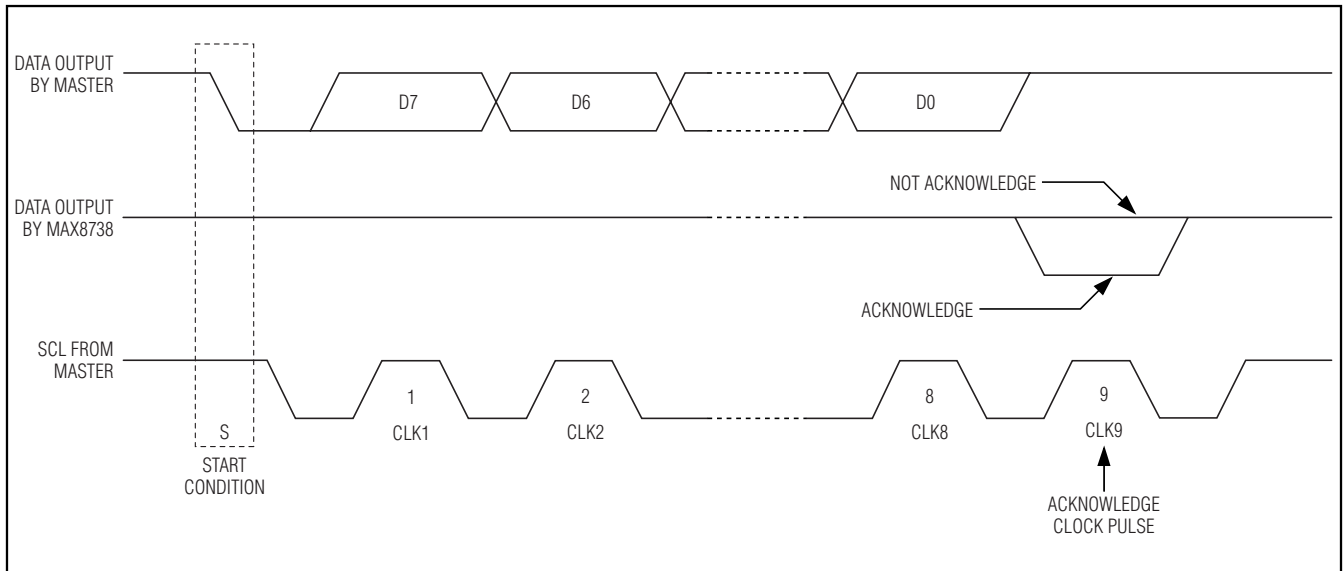 DATA OUTPUT
BY MASTER
D7
D6
D0
NOT ACKNOWLEDGE
DATA OUTPUT
BY MAX8738
ACKNOWLEDGE
SCL FROM
MASTER
1
2
8
9
S
CLK1
CLK2
CLK8
CLK9
START
CONDITION
ACKNOWLEDGE
CLOCK PULSE